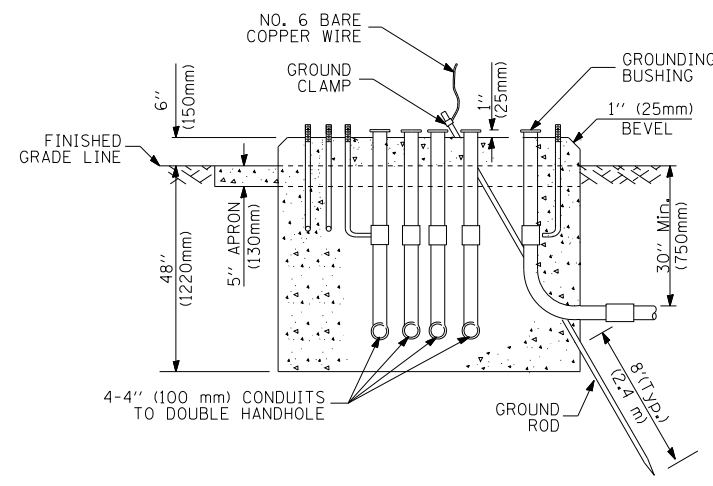 NO. 6 BARE
COPPER WIRE
GROUND
CLAMP
1"
(25mm)
GROUNDING
BUSHING
6"
(150mm)
1" (25mm)
BEVEL
FINISHED
GRADE LINE
48"
(1220mm)
5" APRON
(130mm)
30" Min.
(750mm)
4-4" (100 mm) CONDUITS
TO DOUBLE HANDHOLE
GROUND
ROD
8'(Typ.)
(2.4 m)